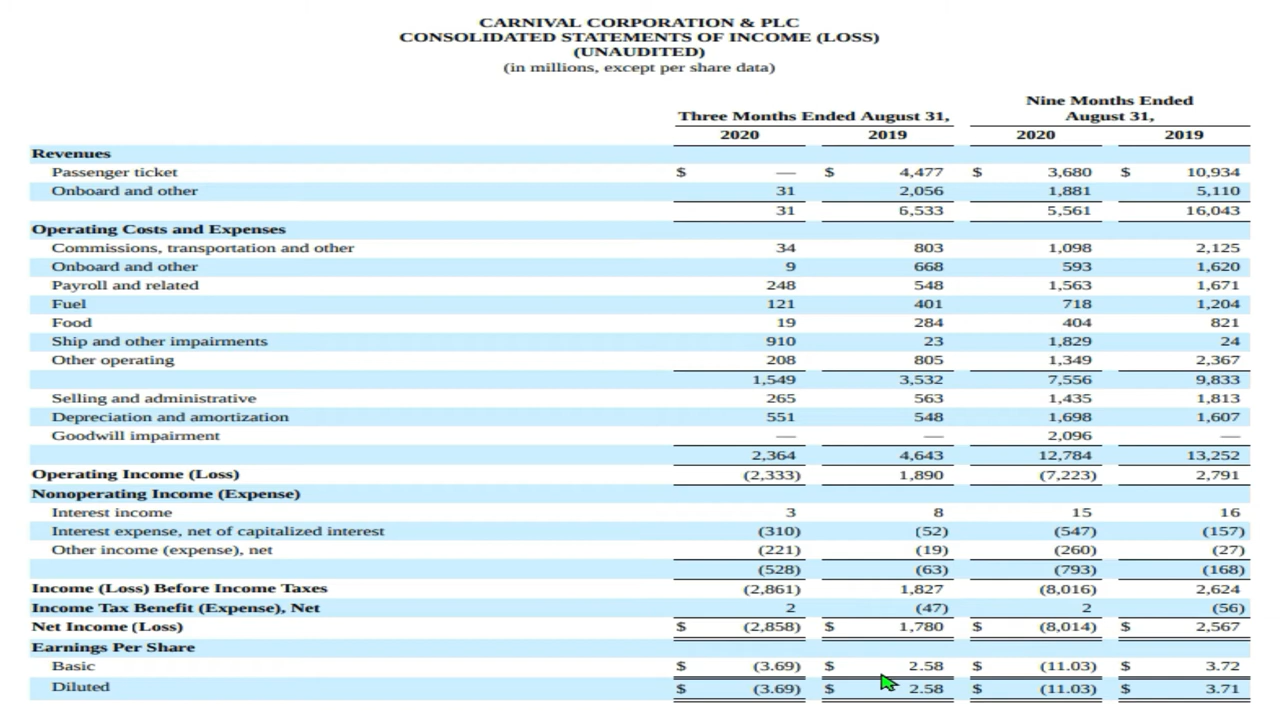 CARNIVAL CORPORATION & PLC
CONSOLIDATED STATEMENTS OF INCOME (LOSS)
(UNAUDITED)
(in millions, except per share data)
Three Months Ended August 31, Nine Months Ended August 31,
2020 2019 2020 2019
Revenues
Passenger ticket $ — $ 4,477 $ 3,680 $ 10,934
Onboard and other 31 2,056 1,881 5,110
31 6,533 5,561 16,043
Operating Costs and Expenses
Commissions, transportation and other 34 803 1,098 2,125
Onboard and other 9 668 593 1,620
Payroll and related 248 548 1,563 1,671
Fuel 121 401 718 1,204
Food 19 284 404 821
Ship and other impairments 910 23 1,829 24
Other operating 208 805 1,349 2,367
1,549 3,532 7,556 9,833
Selling and administrative 265 563 1,435 1,813
Depreciation and amortization 551 548 1,698 1,607
Goodwill impairment — — 2,096 —
2,364 4,643 12,784 13,252
Operating Income (Loss) (2,333) 1,890 (7,223) 2,791
Nonoperating Income (Expense)
Interest income 3 8 15 16
Interest expense, net of capitalized interest (310) (52) (547) (157)
Other income (expense), net (221) (19) (260) (27)
(528) (63) (793) (168)
Income (Loss) Before Income Taxes (2,861) 1,827 (8,016) 2,624
Income Tax Benefit (Expense), Net 2 (47) 2 (56)
Net Income (Loss) $ (2,858) $ 1,780 $ (8,014) $ 2,567
Earnings Per Share
Basic $ (3.69) $ 2.58 $ (11.03) $ 3.72
Diluted $ (3.69) $ 2.58 $ (11.03) $ 3.71